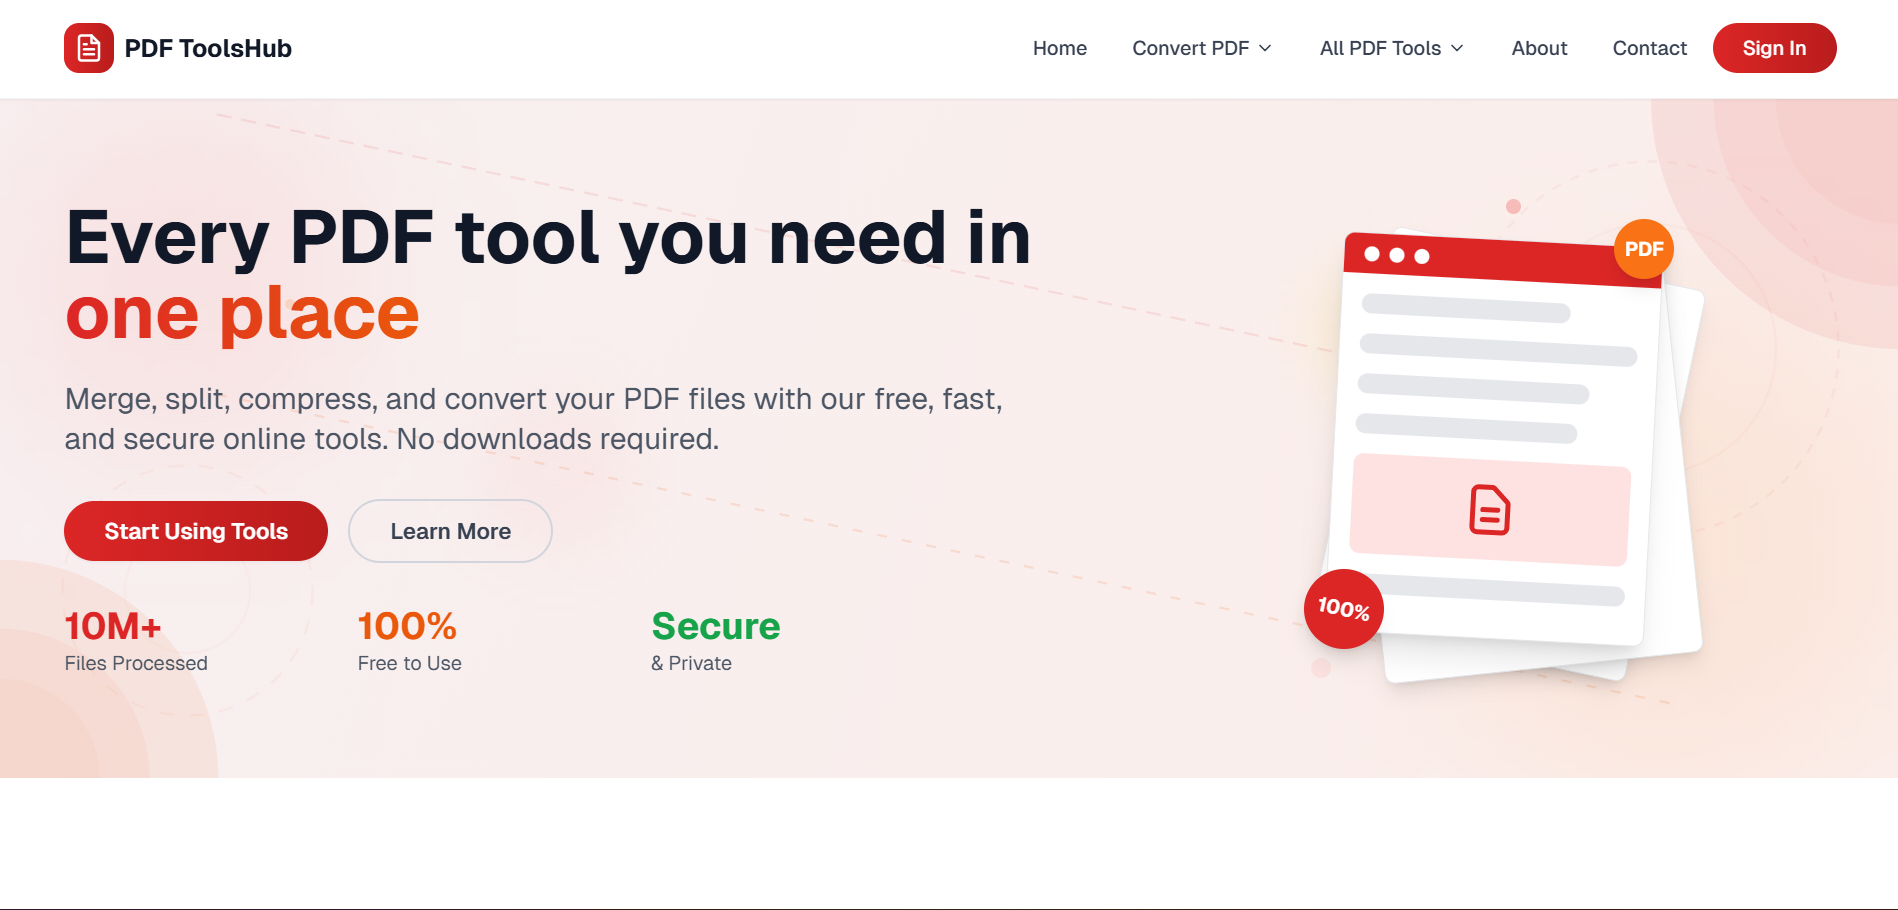 PDF ToolsHub
Home
Convert PDF
All PDF Tools
About
Contact
Sign In
Every PDF tool you need in
one place
Merge, split, compress, and convert your PDF files with our free, fast,
and secure online tools. No downloads required.
Start Using Tools
Learn More
10M+
Files Processed
100%
Free to Use
Secure
& Private
PDF
100%